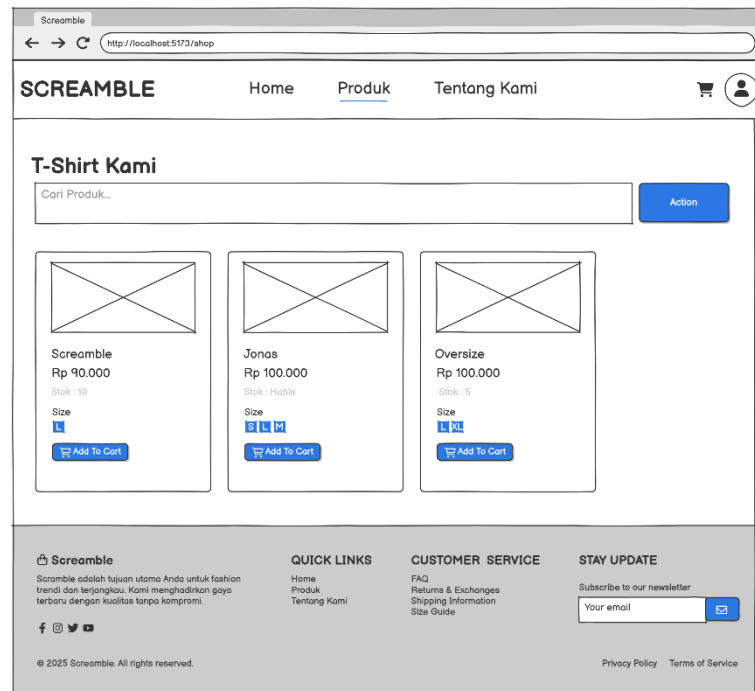 Screamble
http://localhost:5173/shop
SCREAMBLE
Home
Produk
Tentang Kami
T-Shirt Kami
Cari Produk...
Action
Screamble
Rp 90.000
Stok : 10
Size
L
Add To Cart
Jonas
Rp 100.000
Stok : Habis
Size
S L M
Add To Cart
Oversize
Rp 100.000
Stok : 5
Size
L XL
Add To Cart
Screamble
Scramble adalah tujuan utama Anda untuk fashion
trendi dan terjangkau. Kami menghadirkan gaya
terbaru dengan kualitas tanpa kompromi.
QUICK LINKS
Home
Produk
Tentang Kami
CUSTOMER SERVICE
FAQ
Returns & Exchanges
Shipping Information
Size Guide
STAY UPDATE
Subscribe to our newsletter
Your email
© 2025 Screamble. All rights reserved.
Privacy Policy
Terms of Service